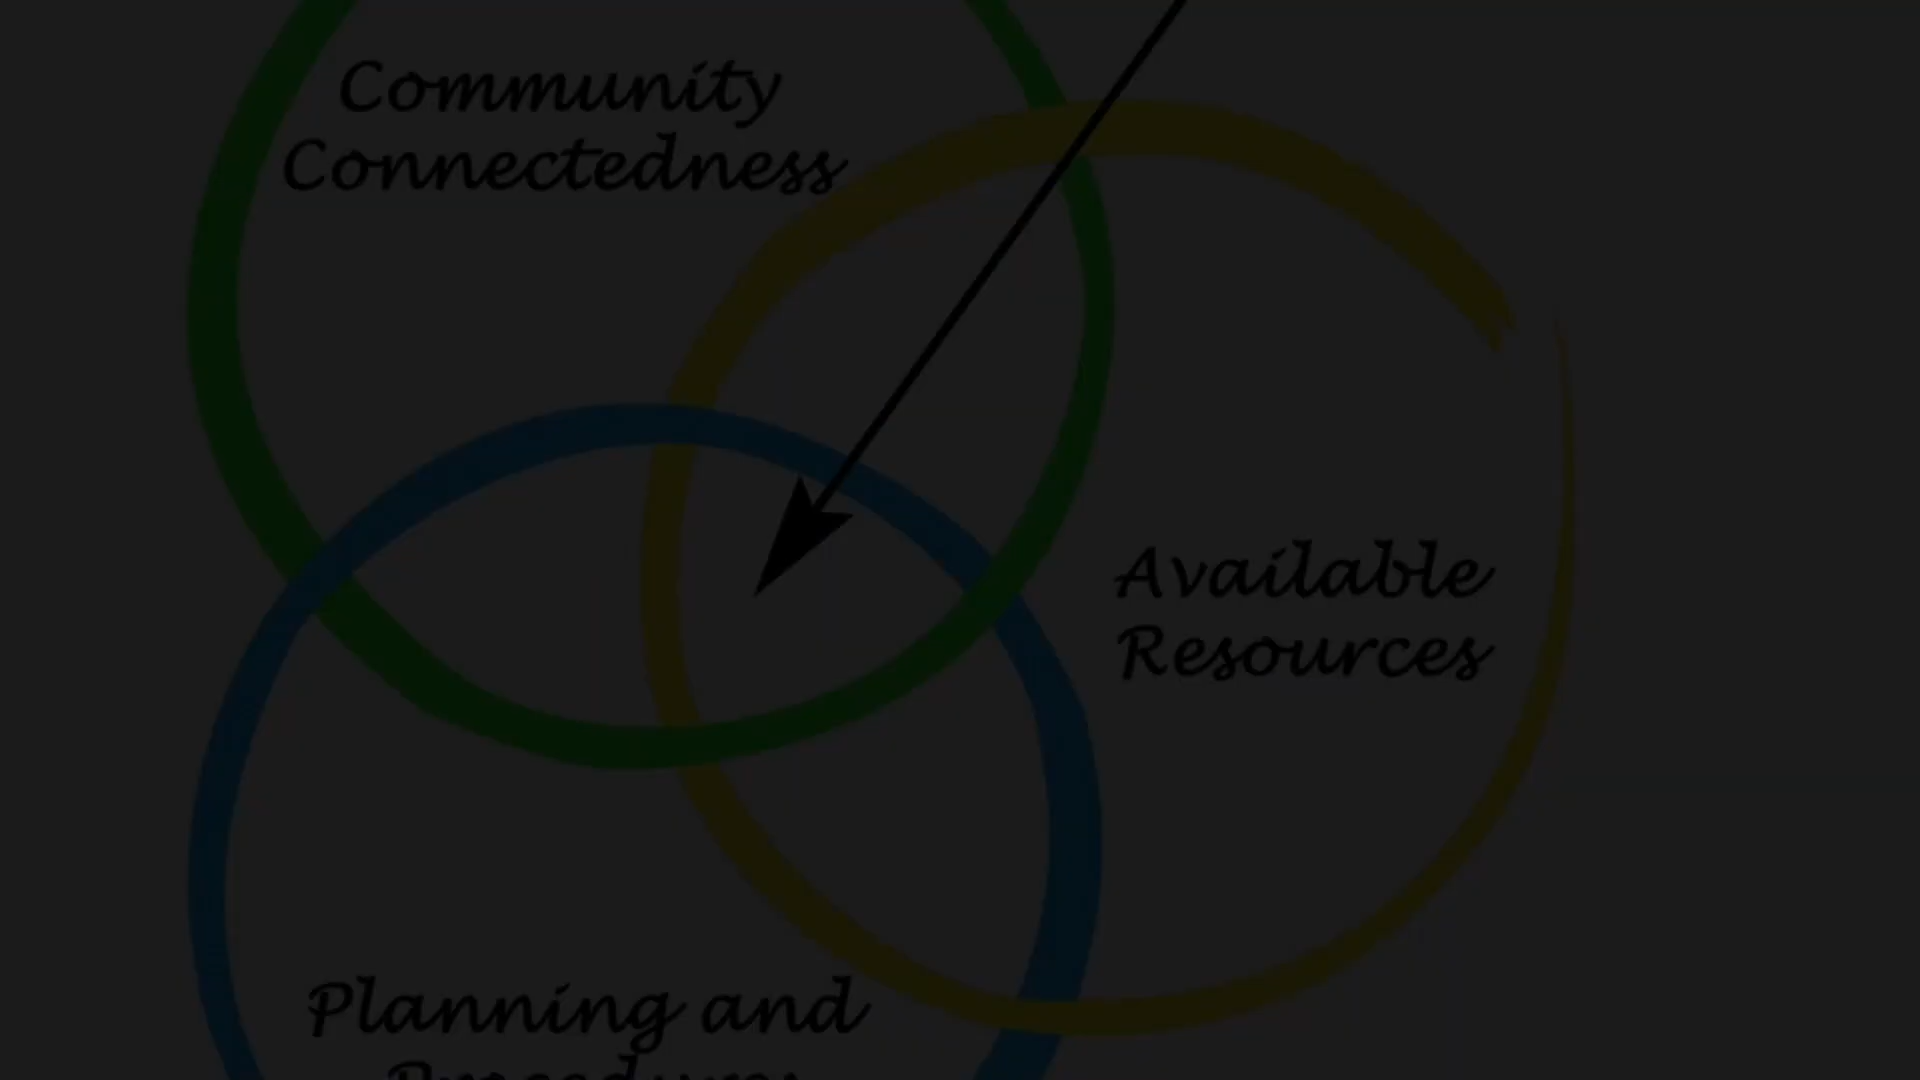 Community
Connectedness
Available
Resources
Planning and